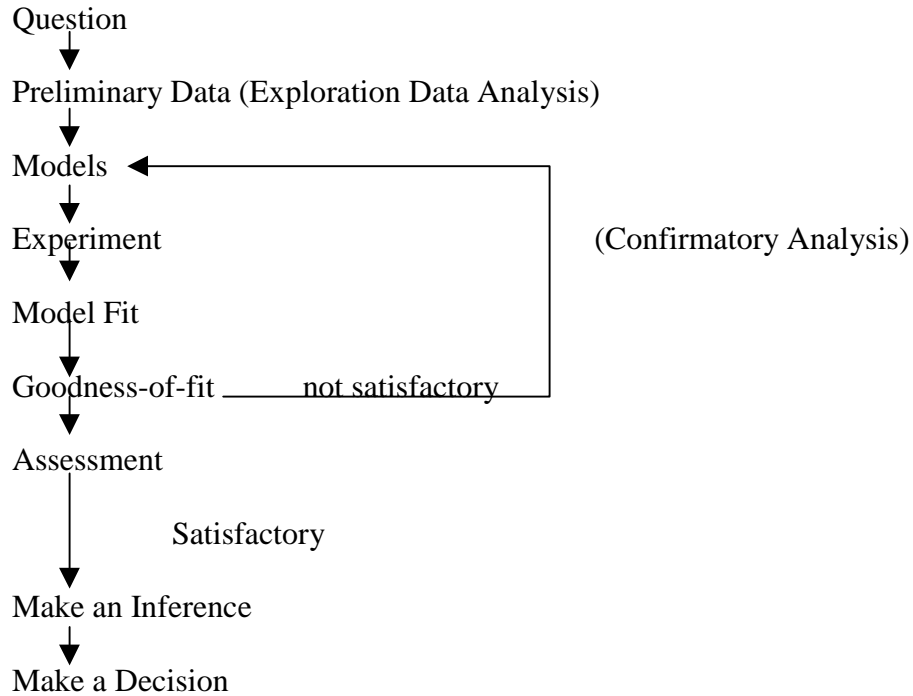 Question
Preliminary Data (Exploration Data Analysis)
Models
Experiment (Confirmatory Analysis)
Model Fit
Goodness-of-fit not satisfactory
Assessment
Satisfactory
Make an Inference
Make a Decision